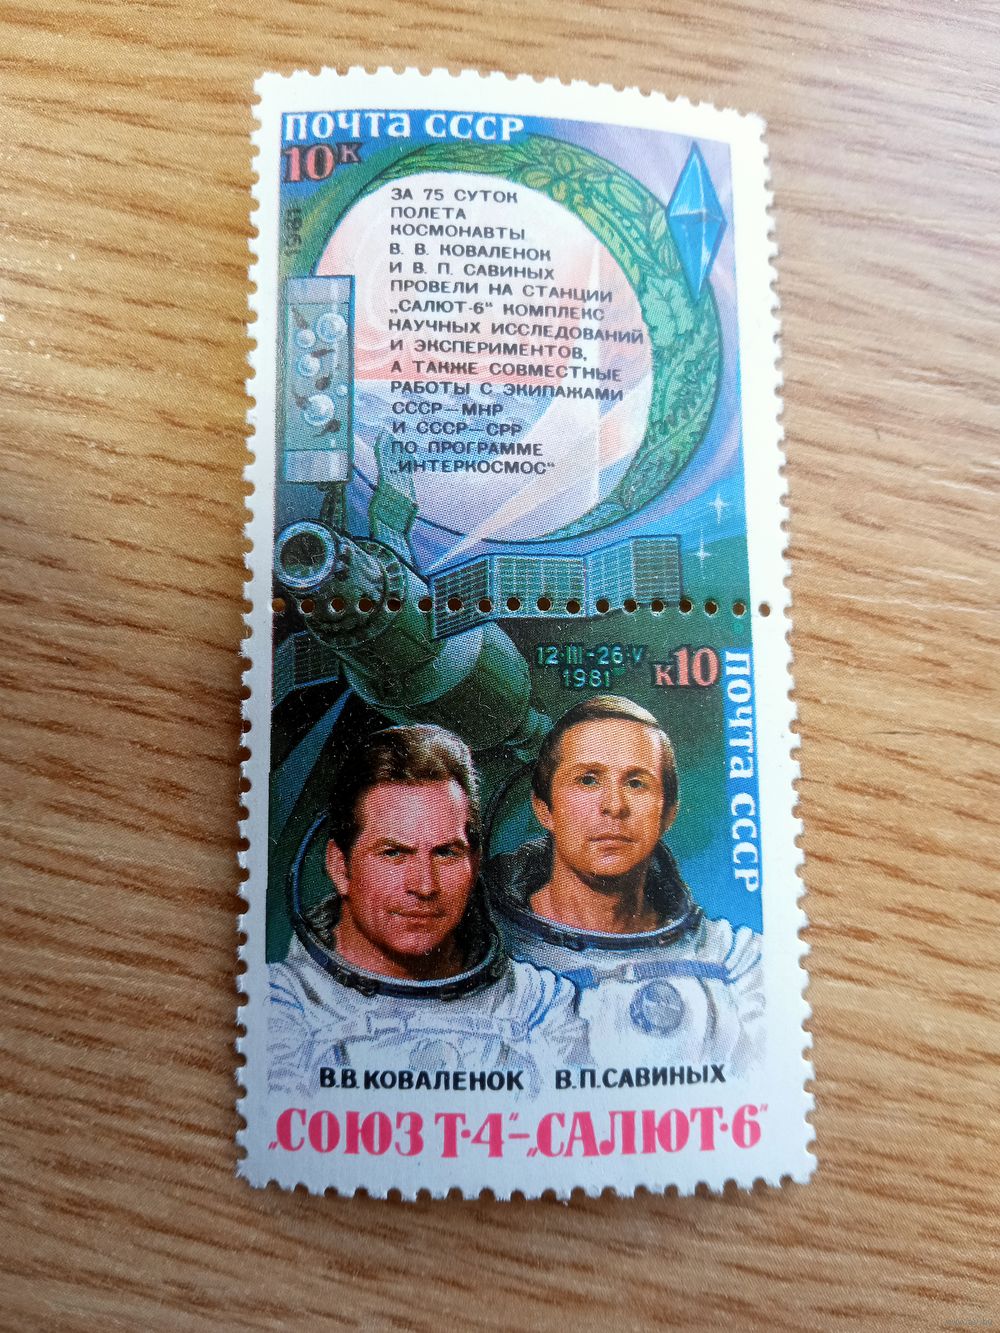 почта СССР
10к
1981
ЗА 75 СУТОК
ПОЛЕТА
КОСМОНАВТЫ
В. В. КОВАЛЕНОК
И В. П. САВИНЫХ
ПРОВЕЛИ НА СТАНЦИИ
„САЛЮТ-6“ КОМПЛЕКС
НАУЧНЫХ ИССЛЕДОВАНИЙ
И ЭКСПЕРИМЕНТОВ,
А ТАКЖЕ СОВМЕСТНЫЕ
РАБОТЫ С ЭКИПАЖАМИ
СССР—МНР
И СССР—СРР
ПО ПРОГРАММЕ
„ИНТЕРКОСМОС“
12·III-26·V
1981
к10
почта СССР
В.В.КОВАЛЕНОК В.П.САВИНЫХ
„СОЮЗ Т·4“–„САЛЮТ·6“